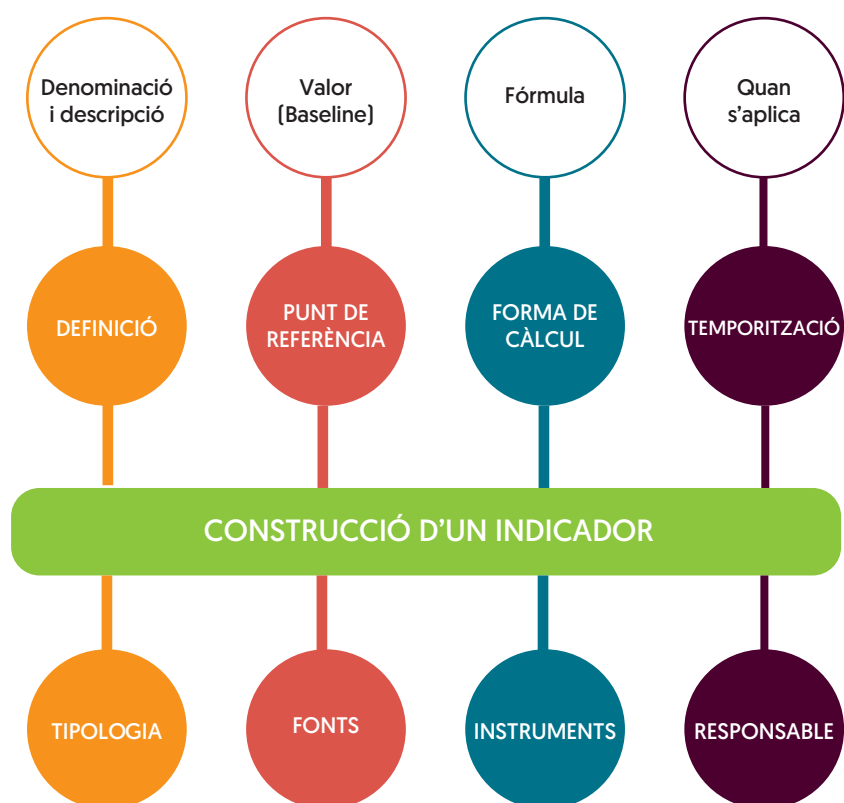 Denominació
i descripció
Valor
(Baseline)
Fórmula
Quan
s'aplica
DEFINICIÓ
PUNT DE
REFERÈNCIA
FORMA DE
CÀLCUL
TEMPORITZACIÓ
CONSTRUCCIÓ D'UN INDICADOR
TIPOLOGIA
FONTS
INSTRUMENTS
RESPONSABLE